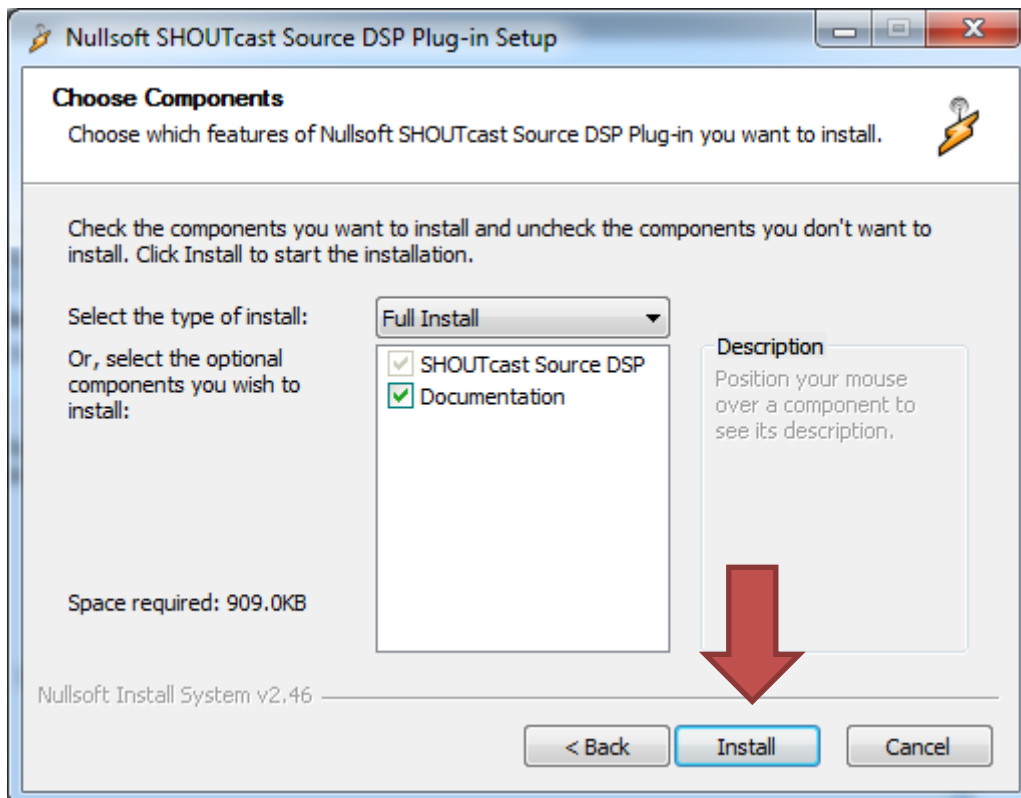 Nullsoft SHOUTcast Source DSP Plug-in Setup
Choose Components
Choose which features of Nullsoft SHOUTcast Source DSP Plug-in you want to install.
Check the components you want to install and uncheck the components you don't want to
install. Click Install to start the installation.
Select the type of install:
Full Install
Or, select the optional
components you wish to
install:
SHOUTcast Source DSP
Documentation
Description
Position your mouse
over a component to
see its description.
Space required: 909.0KB
Nullsoft Install System v2.46
< Back
Install
Cancel